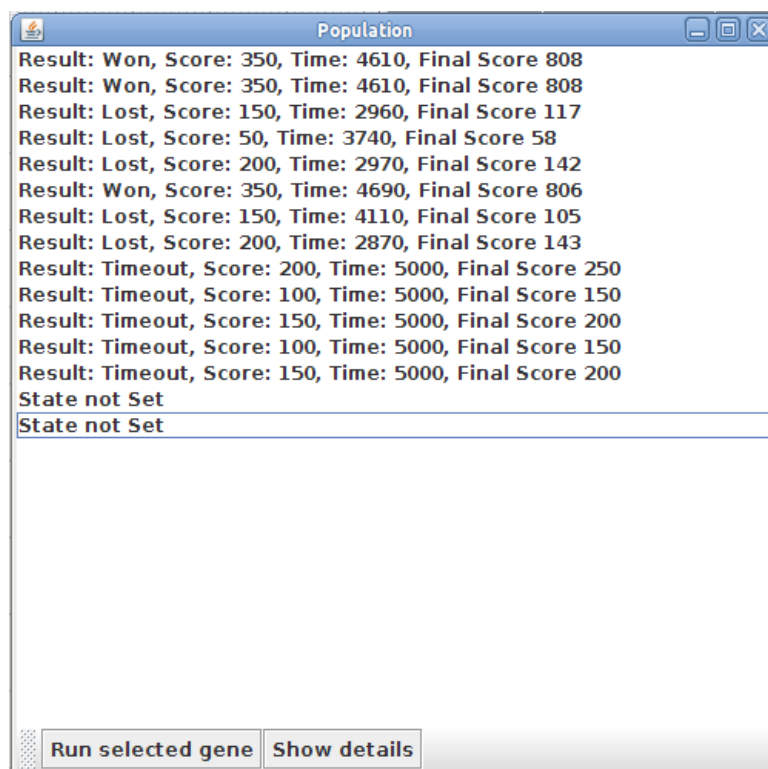 Population
Result: Won, Score: 350, Time: 4610, Final Score 808
Result: Won, Score: 350, Time: 4610, Final Score 808
Result: Lost, Score: 150, Time: 2960, Final Score 117
Result: Lost, Score: 50, Time: 3740, Final Score 58
Result: Lost, Score: 200, Time: 2970, Final Score 142
Result: Won, Score: 350, Time: 4690, Final Score 806
Result: Lost, Score: 150, Time: 4110, Final Score 105
Result: Lost, Score: 200, Time: 2870, Final Score 143
Result: Timeout, Score: 200, Time: 5000, Final Score 250
Result: Timeout, Score: 100, Time: 5000, Final Score 150
Result: Timeout, Score: 150, Time: 5000, Final Score 200
Result: Timeout, Score: 100, Time: 5000, Final Score 150
Result: Timeout, Score: 150, Time: 5000, Final Score 200
State not Set
State not Set
Run selected gene Show details